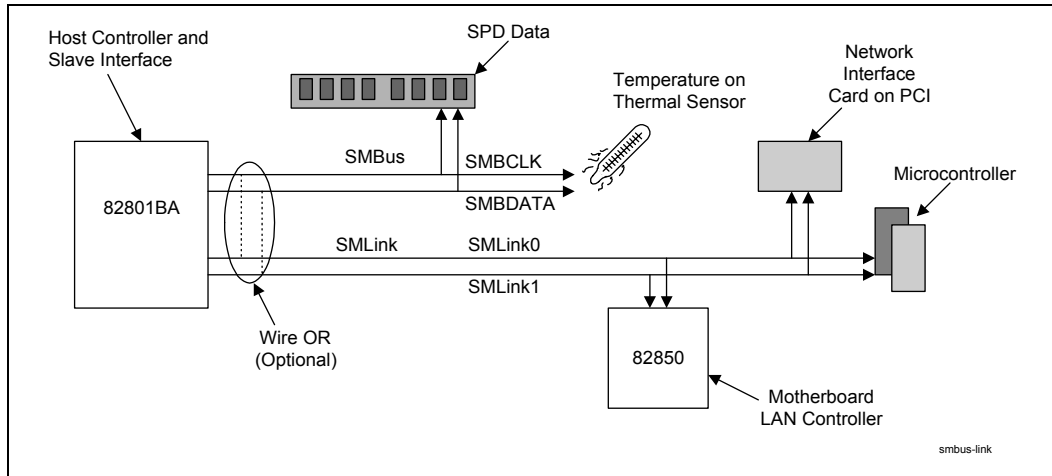 Host Controller and
Slave Interface
SPD Data
Temperature on
Thermal Sensor
Network
Interface
Card on PCI
SMBus
SMBCLK
Microcontroller
82801BA
SMBDATA
SMLink
SMLink0
SMLink1
Wire OR
(Optional)
82850
Motherboard
LAN Controller
smbus-link